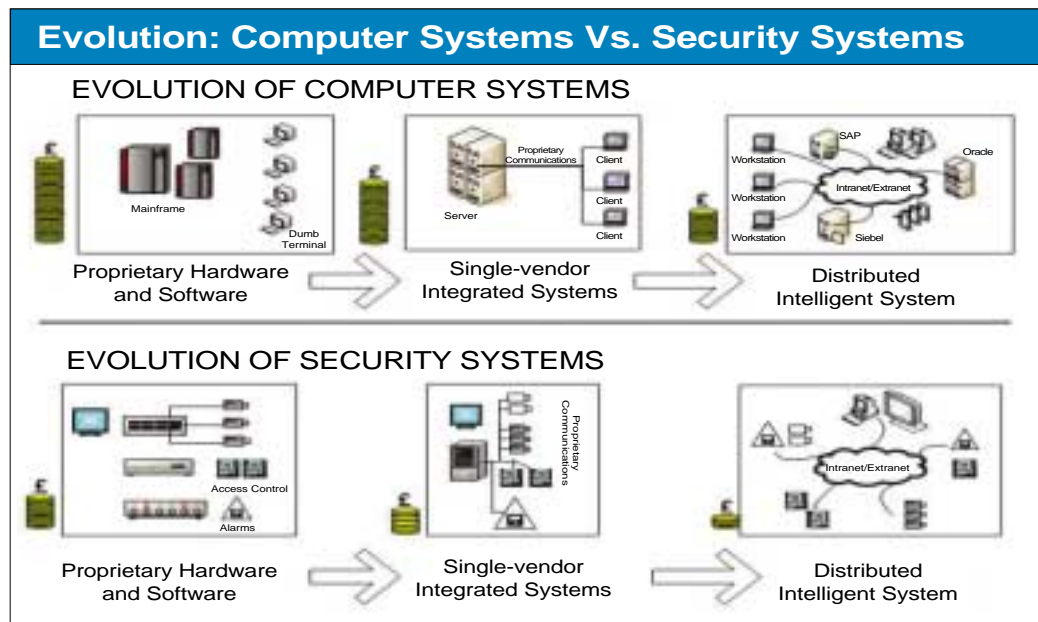 Evolution: Computer Systems Vs. Security Systems
EVOLUTION OF COMPUTER SYSTEMS
Mainframe
Dumb
Terminal
Proprietary
Communications
Server
Client
Client
Client
SAP
Oracle
Workstation
Workstation
Workstation
Intranet/Extranet
Siebel
Proprietary Hardware
and Software
Single-vendor
Integrated Systems
Distributed
Intelligent System
EVOLUTION OF SECURITY SYSTEMS
Access Control
Alarms
Proprietary
Communications
Intranet/Extranet
Proprietary Hardware
and Software
Single-vendor
Integrated Systems
Distributed
Intelligent System